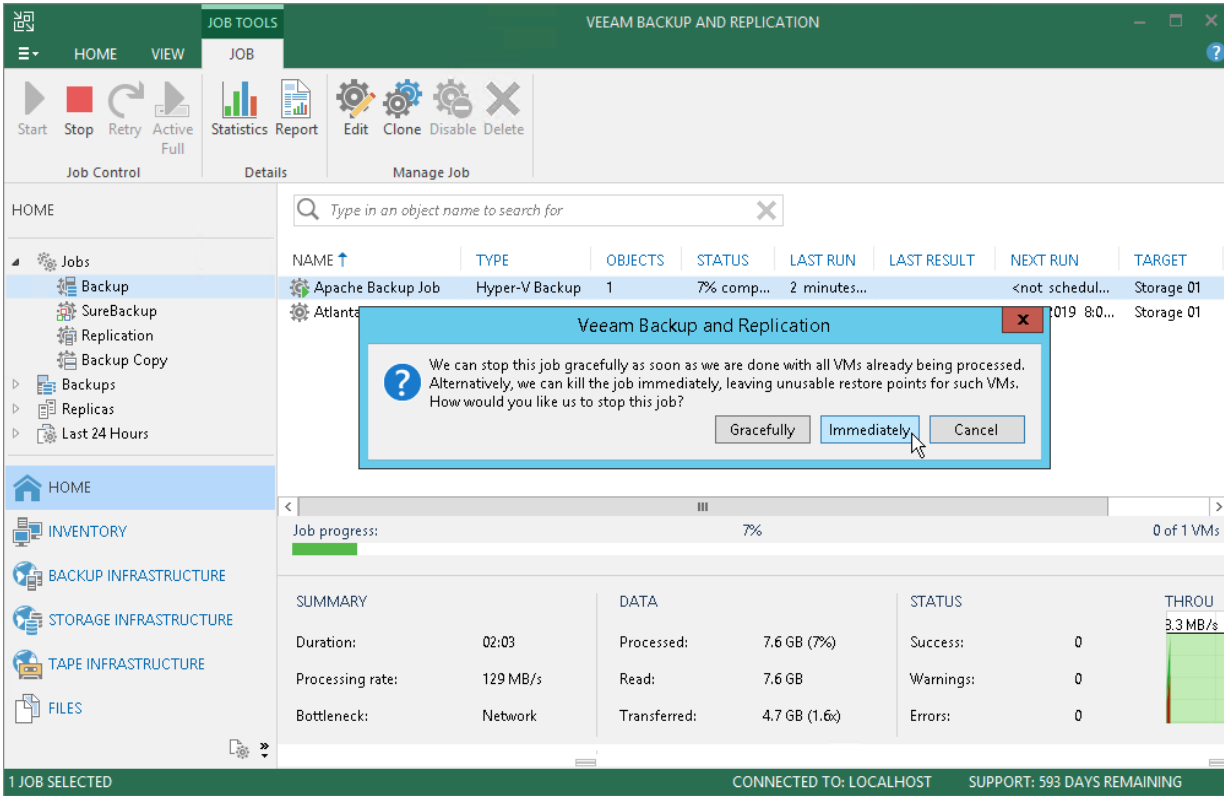 JOB TOOLS
VEEAM BACKUP AND REPLICATION
HOME VIEW JOB
Start Stop Retry Active Full Statistics Report Edit Clone Disable Delete
Job Control Details Manage Job
HOME
Type in an object name to search for
Jobs
Backup
SureBackup
Replication
Backup Copy
Backups
Replicas
Last 24 Hours
NAME TYPE OBJECTS STATUS LAST RUN LAST RESULT NEXT RUN TARGET
Apache Backup Job Hyper-V Backup 1 7% comp... 2 minutes... <not schedul... Storage 01
Atlanta 2019 8:0... Storage 01
Veeam Backup and Replication
We can stop this job gracefully as soon as we are done with all VMs already being processed.
Alternatively, we can kill the job immediately, leaving unusable restore points for such VMs.
How would you like us to stop this job?
Gracefully Immediately Cancel
HOME
INVENTORY
BACKUP INFRASTRUCTURE
STORAGE INFRASTRUCTURE
TAPE INFRASTRUCTURE
FILES
Job progress: 7% 0 of 1 VMs
SUMMARY DATA STATUS THROU
3.3 MB/s
Duration: 02:03 Processed: 7.6 GB (7%) Success: 0
Processing rate: 129 MB/s Read: 7.6 GB Warnings: 0
Bottleneck: Network Transferred: 4.7 GB (1.6x) Errors: 0
1 JOB SELECTED CONNECTED TO: LOCALHOST SUPPORT: 593 DAYS REMAINING